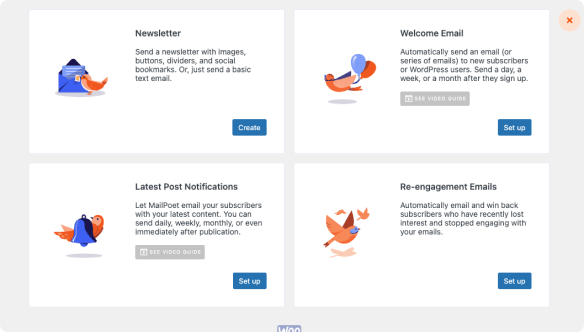 Newsletter
Send a newsletter with images,
buttons, dividers, and social
bookmarks. Or, just send a basic
text email.
Create
Welcome Email
Automatically send an email (or
series of emails) to new subscribers
or WordPress users. Send a day, a
week, or a month after they sign up.
SEE VIDEO GUIDE
Set up
Latest Post Notifications
Let MailPoet email your subscribers
with your latest content. You can
send daily, weekly, monthly, or even
immediately after publication.
SEE VIDEO GUIDE
Set up
Re-engagement Emails
Automatically email and win back
subscribers who have recently lost
interest and stopped engaging with
your emails.
Set up
Woo